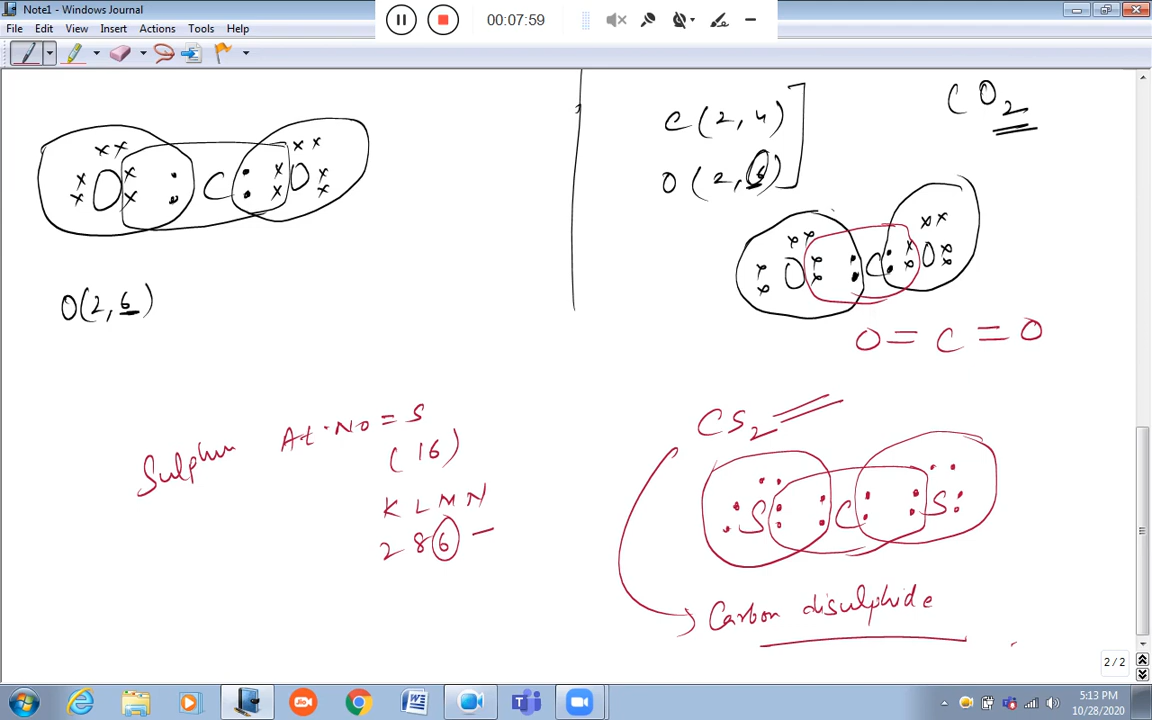 Note1 - Windows Journal
00:07:59
File Edit View Insert Actions Tools Help
O C O
O(2, 6)
C (2, 4)
O (2, 6)
CO2
O C O
O = C = O
Sulphur At. No = S
(16)
K L M N
2 8 6 –
CS2
S C S
Carbon disulphide
2 / 2
5:13 PM
10/28/2020